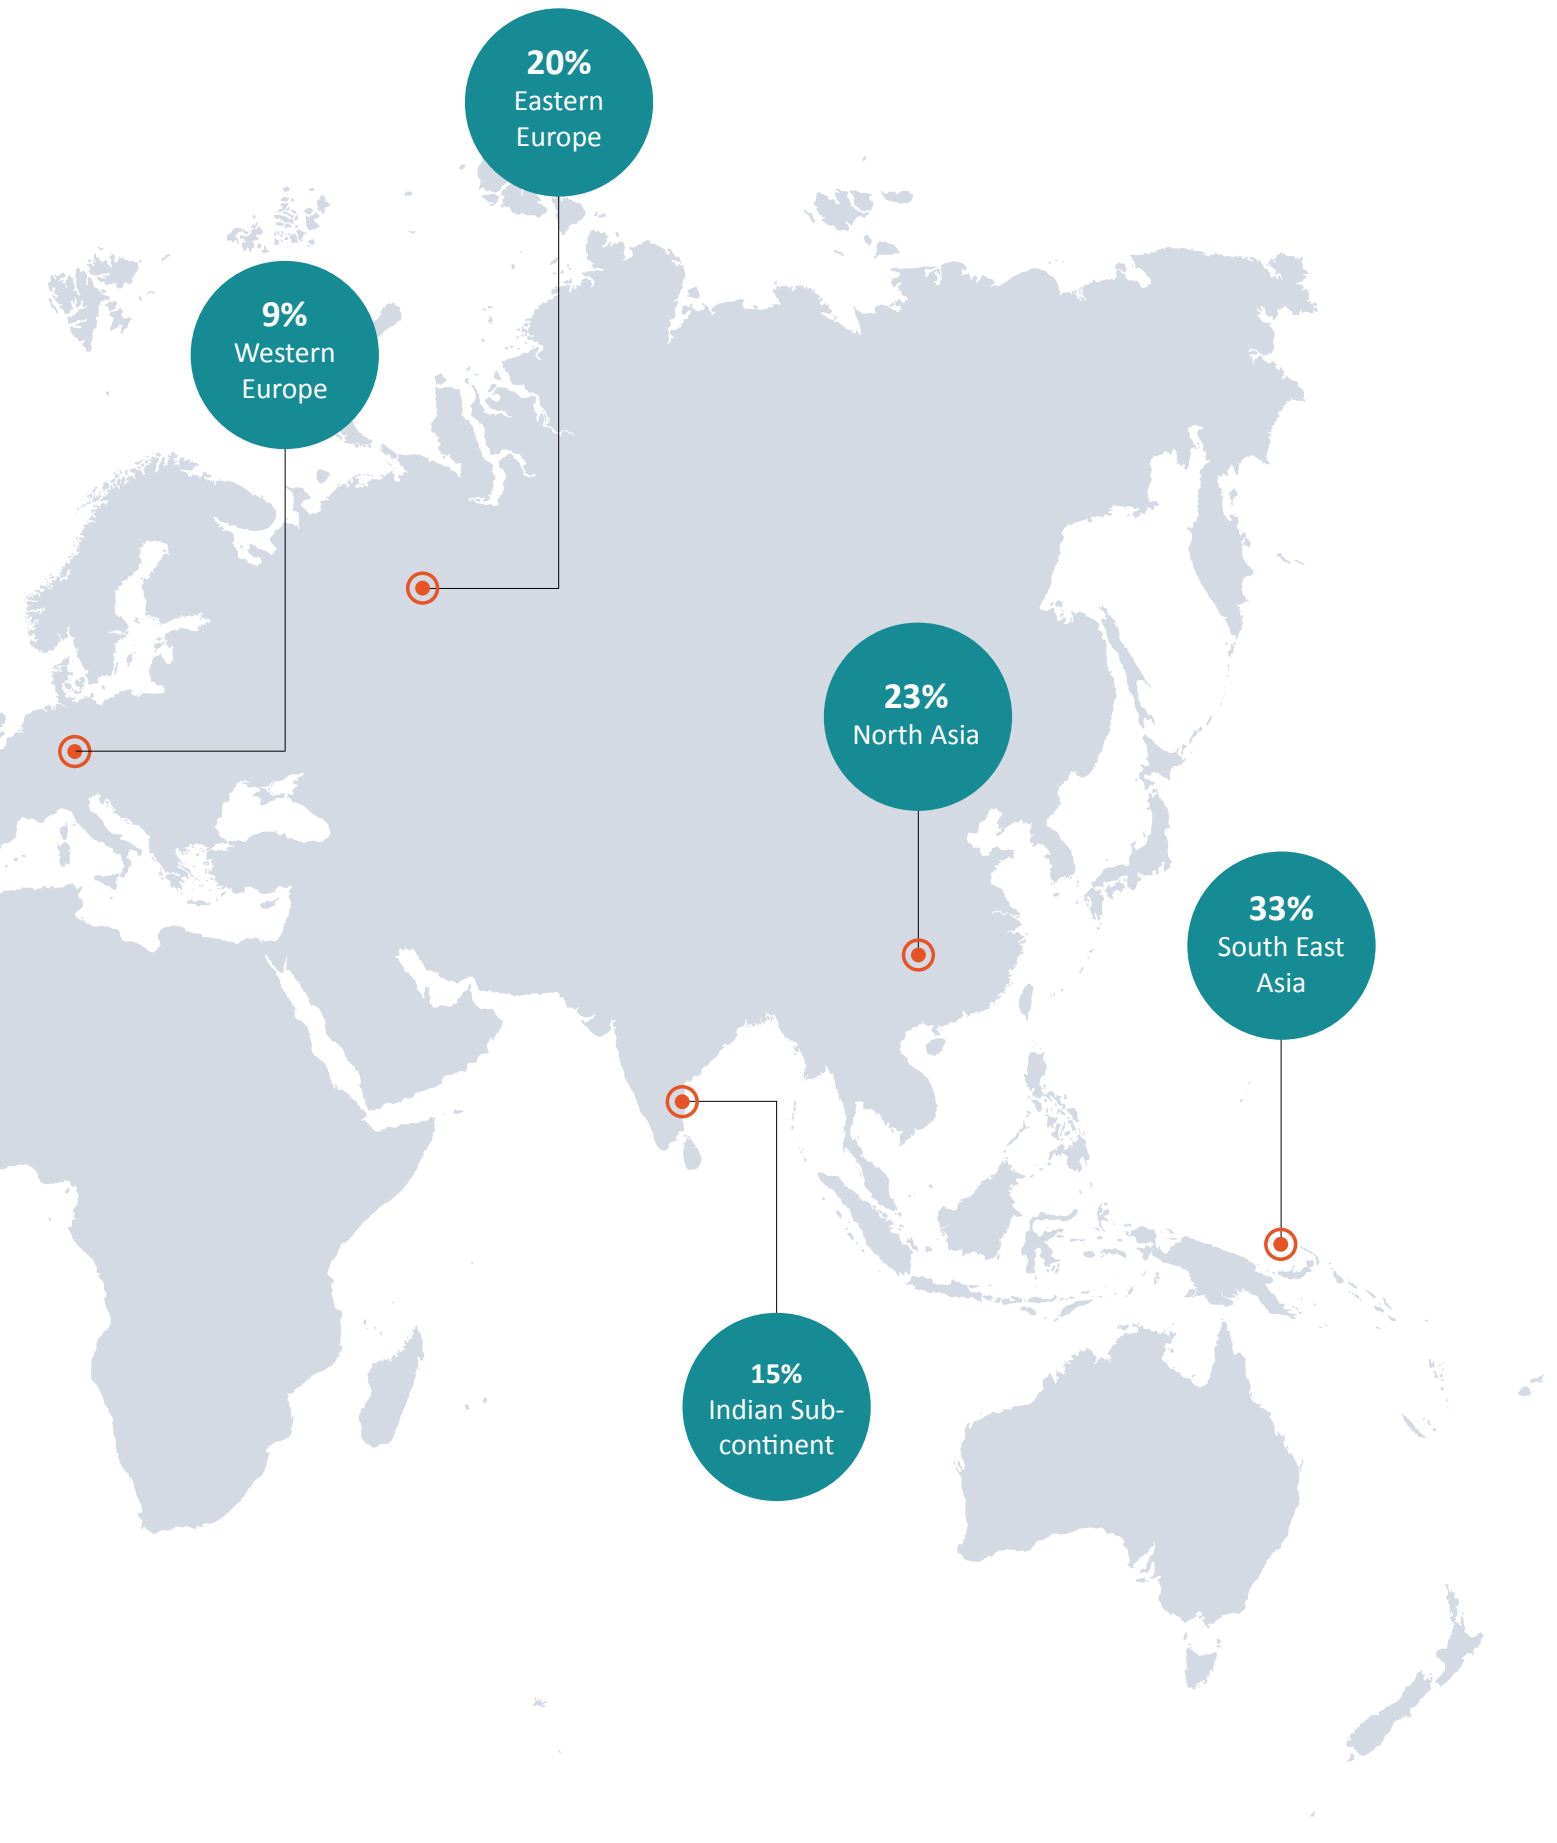 20%
Eastern
Europe
9%
Western
Europe
23%
North Asia
33%
South East
Asia
15%
Indian Sub-
continent